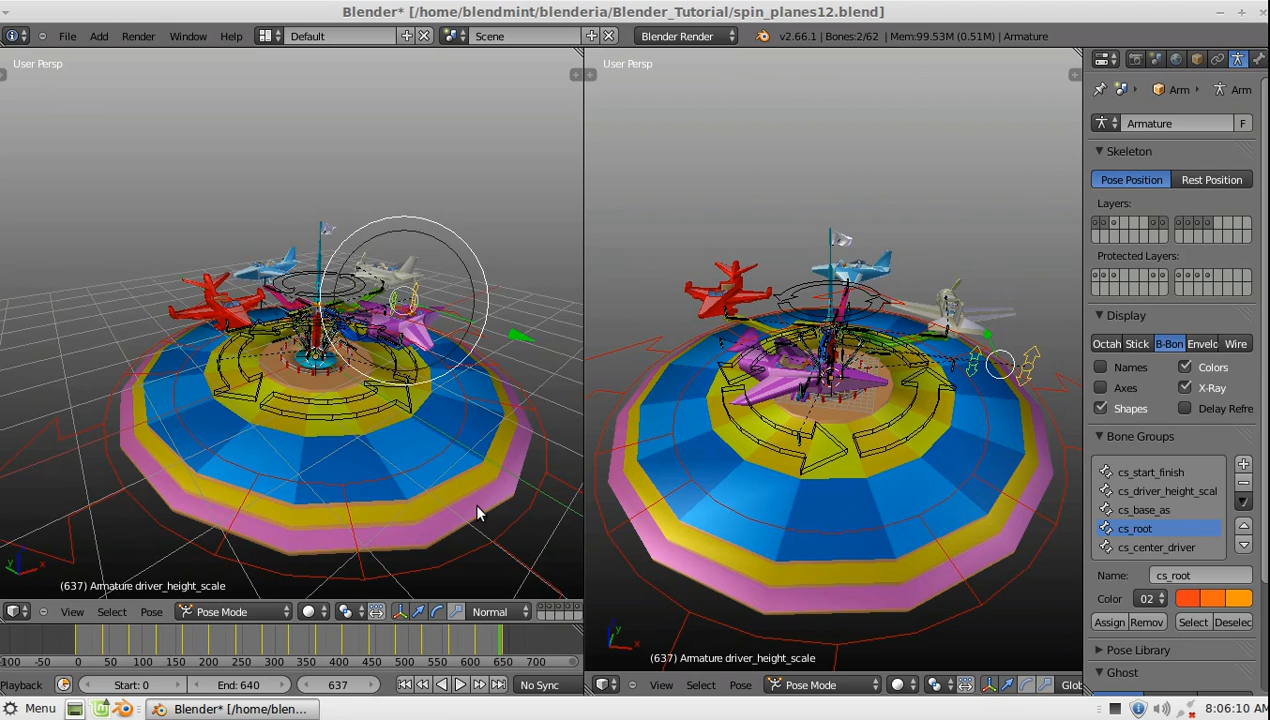 Blender* [/home/blendmint/blenderia/Blender_Tutorial/spin_planes12.blend]
File Add Render Window Help Default Scene Blender Render v2.66.1 | Bones:2/62 | Mem:99.53M (0.51M) | Armature
User Persp
User Persp
Arm Arm
Armature F
Skeleton
Pose Position Rest Position
Layers:
Protected Layers:
Display
Octah Stick B-Bon Envelc Wire
Names Colors
Axes X-Ray
Shapes Delay Refre
Bone Groups
cs_start_finish
cs_driver_height_scal
cs_base_as
cs_root
cs_center_driver
Name: cs_root
Color 02
Assign Remov Select Deselec
Pose Library
Ghost
(637) Armature driver_height_scale
View Select Pose Pose Mode Normal
(637) Armature driver_height_scale
View Select Pose Pose Mode Glob
-100 -50 0 50 100 150 200 250 300 350 400 450 500 550 600 650 700
Playback Start: 0 End: 640 637 No Sync
Menu Blender* [/home/blen... 8:06:10 AM